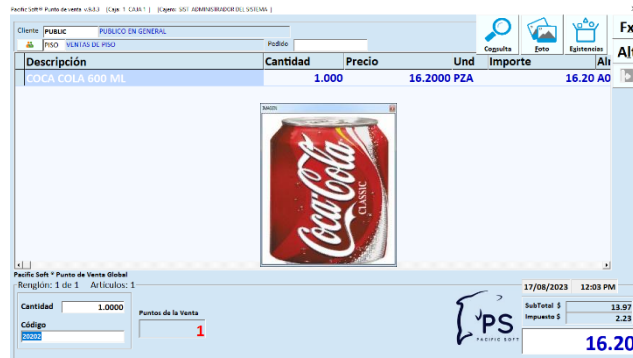 Pacific Soft® Punto de venta v.6.3.3 [Caja 1 CAJA 1 ] [Cajero: SIST ADMINISTRADOR DEL SISTEMA ]
Cliente PUBLIC PUBLICO EN GENERAL
PISO VENTAS DE PISO Pedido
Consulta Foto Existencias
Fx
Alt
Descripción Cantidad Precio Und Importe Alr
COCA COLA 600 ML 1.000 16.2000 PZA 16.20 A0
IMAGEN
Coca-Cola
CLASSIC
Pacific Soft ® Punto de Venta Global
Renglón: 1 de 1 Artículos: 1
17/08/2023 12:03 PM
Cantidad 1.0000
Puntos de la Venta
1
Código
20202
PS
PACIFIC SOFT
SubTotal $ 13.97
Impuesto $ 2.23
16.20